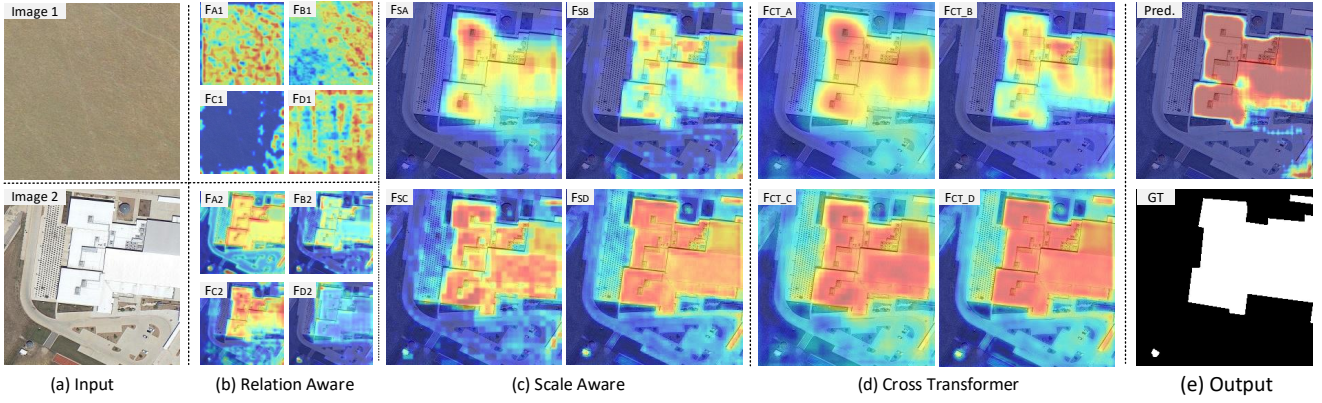 Image 1
FA1
FB1
FSA
FSB
FCT_A
FCT_B
Pred.
FC1
FD1
Image 2
FA2
FB2
FSC
FSD
FCT_C
FCT_D
GT
FC2
FD2
(a) Input
(b) Relation Aware
(c) Scale Aware
(d) Cross Transformer
(e) Output